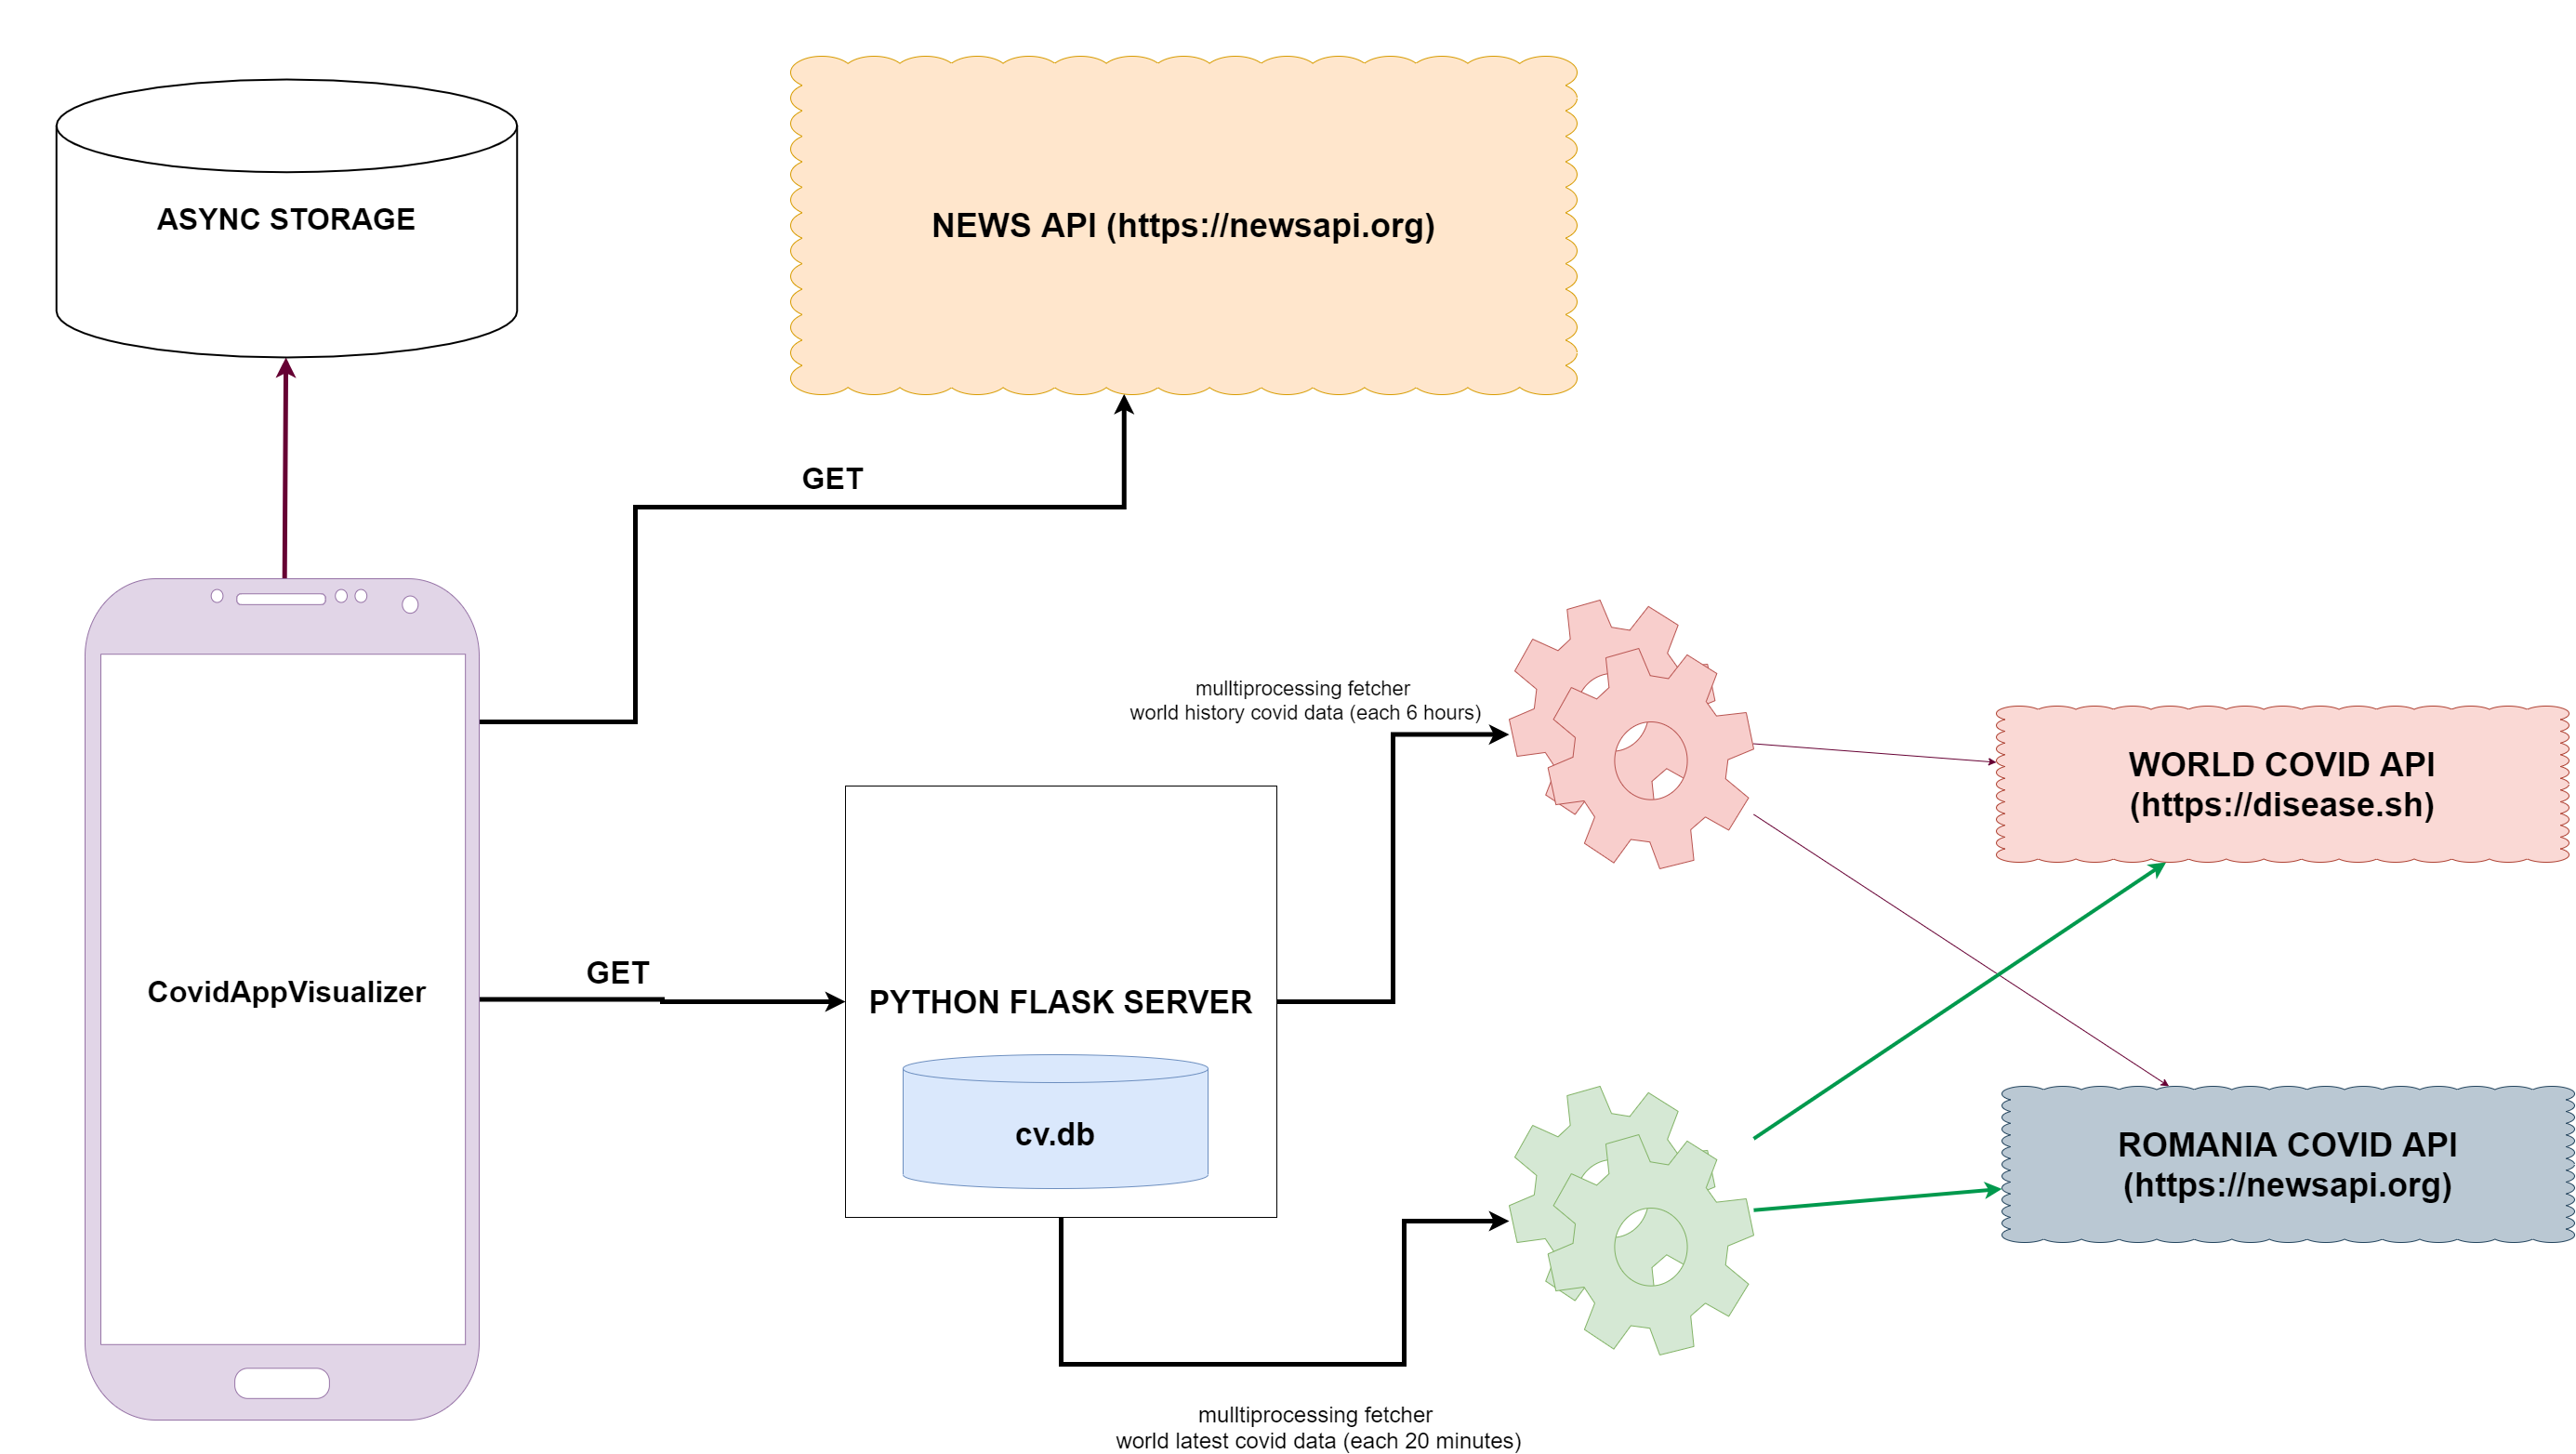 ASYNC STORAGE
NEWS API (https://newsapi.org)
GET
mulltiprocessing fetcher
world history covid data (each 6 hours)
WORLD COVID API
(https://disease.sh)
GET
CovidAppVisualizer
PYTHON FLASK SERVER
cv.db
ROMANIA COVID API
(https://newsapi.org)
mulltiprocessing fetcher
world latest covid data (each 20 minutes)